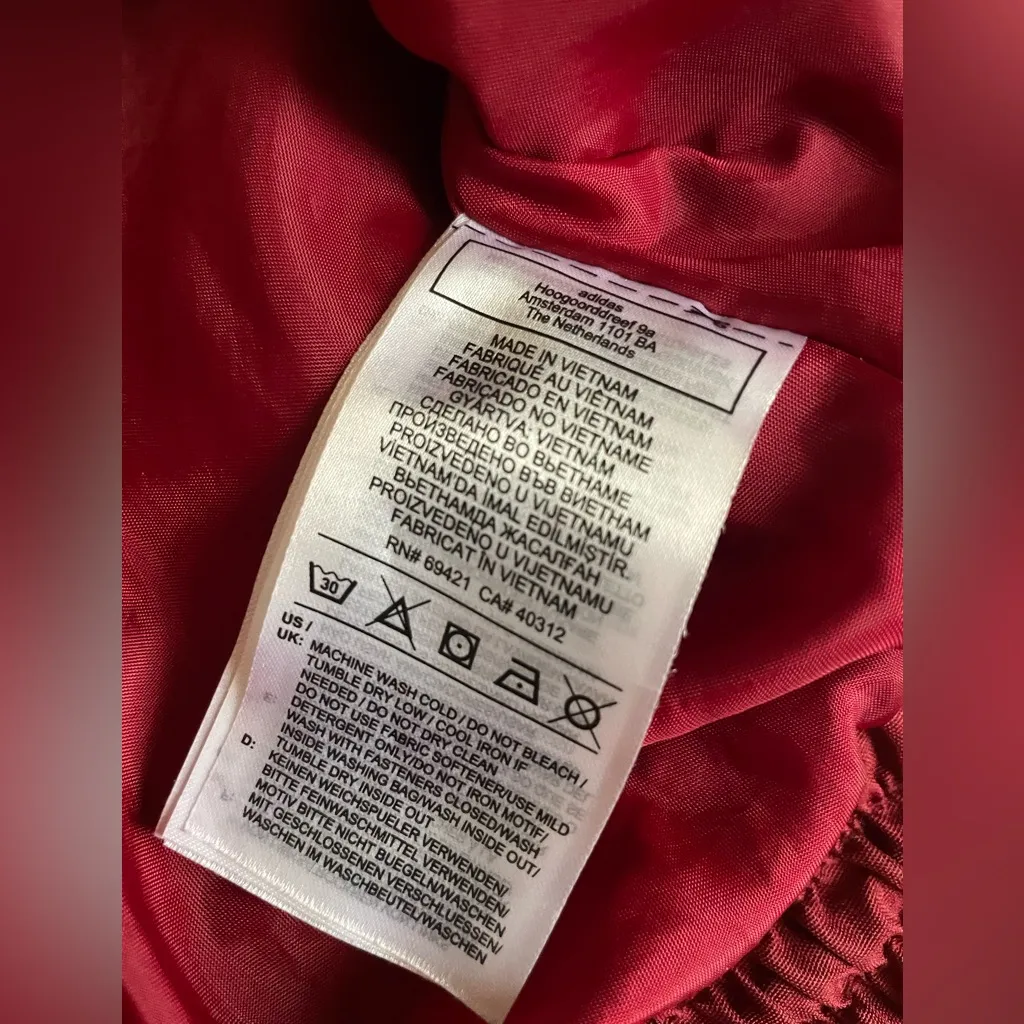 adidas
Hoogoorddreef 9a
Amsterdam 1101 BA
The Netherlands
MADE IN VIETNAM
FABRIQUÉ AU VIÊTNAM
FABRICADO EN VIETNAM
FABRICADO NO VIETNAME
GYÁRTVA: VIETNÁM
СДЕЛАНО ВО ВЬЕТНАМЕ
ПРОИЗВЕДЕНО ВЪВ ВИЕТНАМ
PROIZVEDENO U VIJETNAMU
VIETNAM'DA İMAL EDİLMİŞTİR.
ВЬЕТНАМДА ЖАСАЛҒАН
PROIZVEDENO U VIJETNAMU
FABRICAT ÎN VIETNAM
RN# 69421 CA# 40312
30
US /
UK: MACHINE WASH COLD / DO NOT BLEACH /
TUMBLE DRY LOW / COOL IRON IF
NEEDED / DO NOT DRY CLEAN
DO NOT USE FABRIC SOFTENER/USE MILD
DETERGENT ONLY/DO NOT IRON MOTIF/
WASH WITH FASTENERS CLOSED/WASH
INSIDE WASHING BAG/WASH INSIDE OUT/
TUMBLE DRY INSIDE OUT
D: KEINEN WEICHSPUELER VERWENDEN/
BITTE FEINWASCHMITTEL VERWENDEN/
MOTIV BITTE NICHT BUEGELN/WASCHEN
MIT GESCHLOSSENEN VERSCHLUESSEN/
WASCHEN IM WASCHBEUTEL/WASCHEN